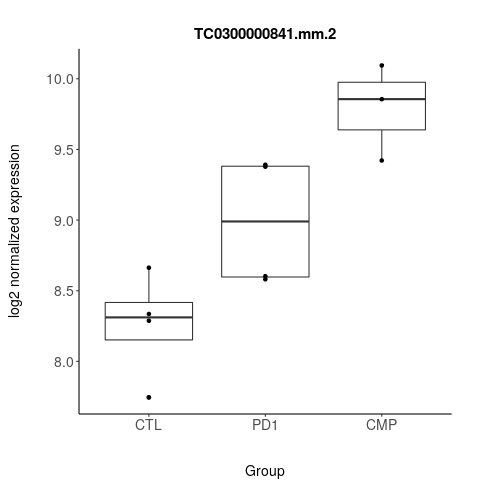 TC0300000841.mm.2
log2 normalized expression
10.0
9.5
9.0
8.5
8.0
CTL
PD1
CMP
Group